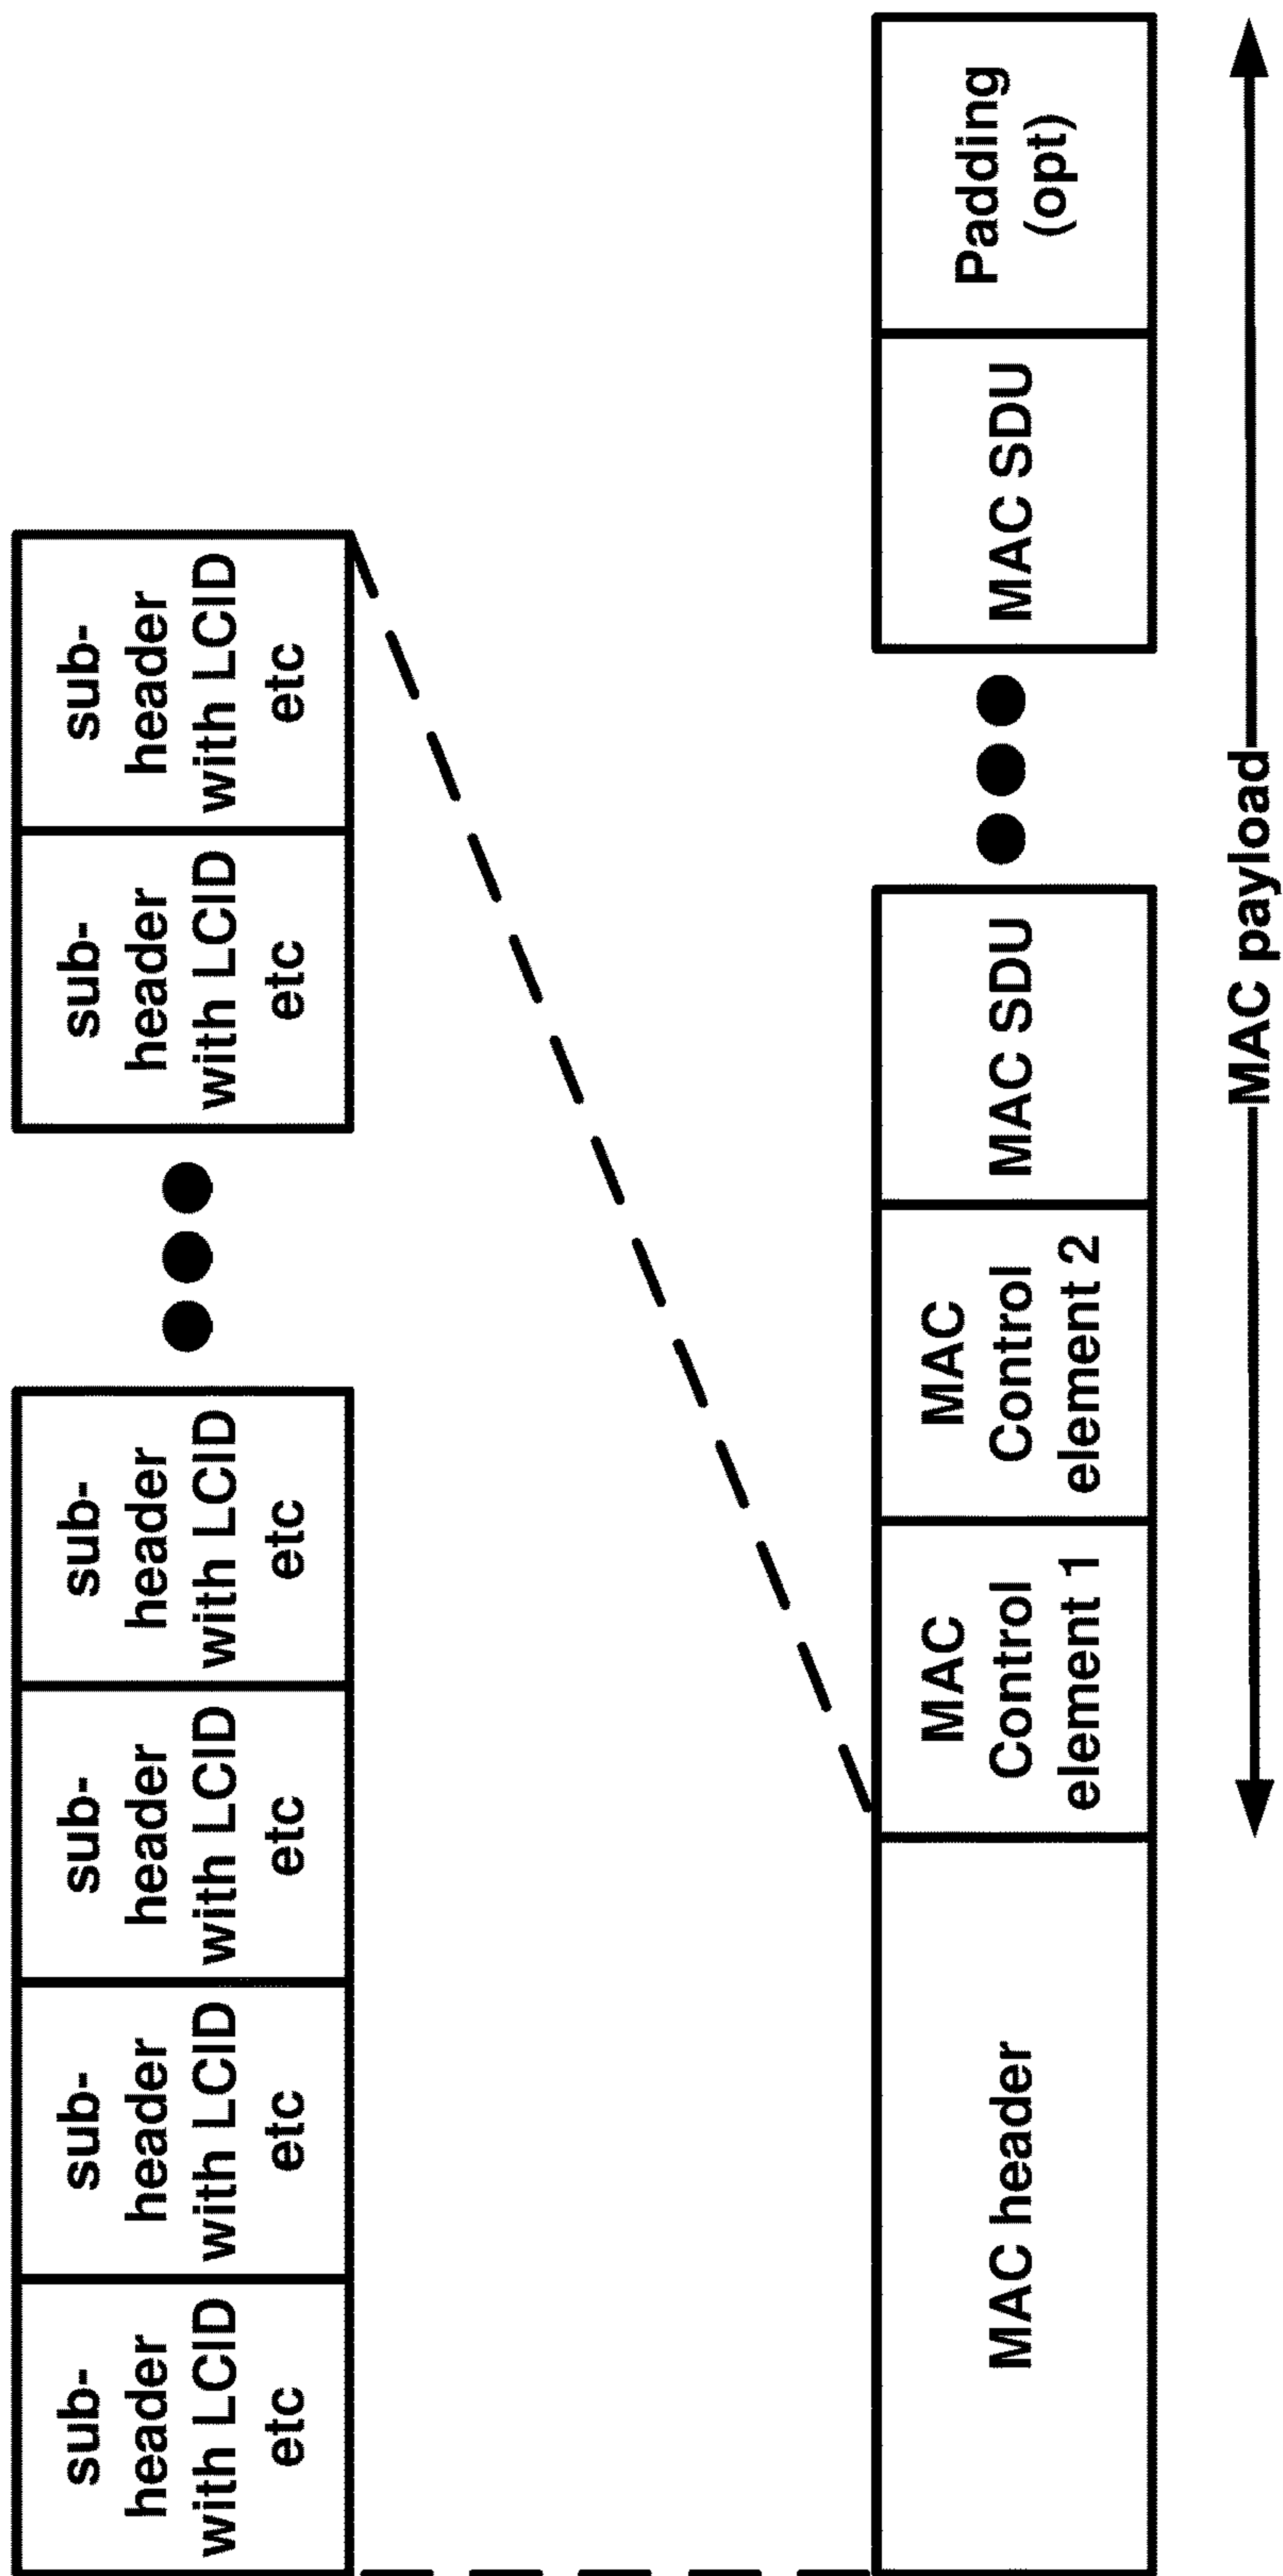 sub-
header
with LCID
etc
sub-
header
with LCID
etc
sub-
header
with LCID
etc
sub-
header
with LCID
etc
sub-
header
with LCID
etc
sub-
header
with LCID
etc
MAC header
MAC
Control
element 1
MAC
Control
element 2
MAC SDU
MAC SDU
Padding
(opt)
MAC payload